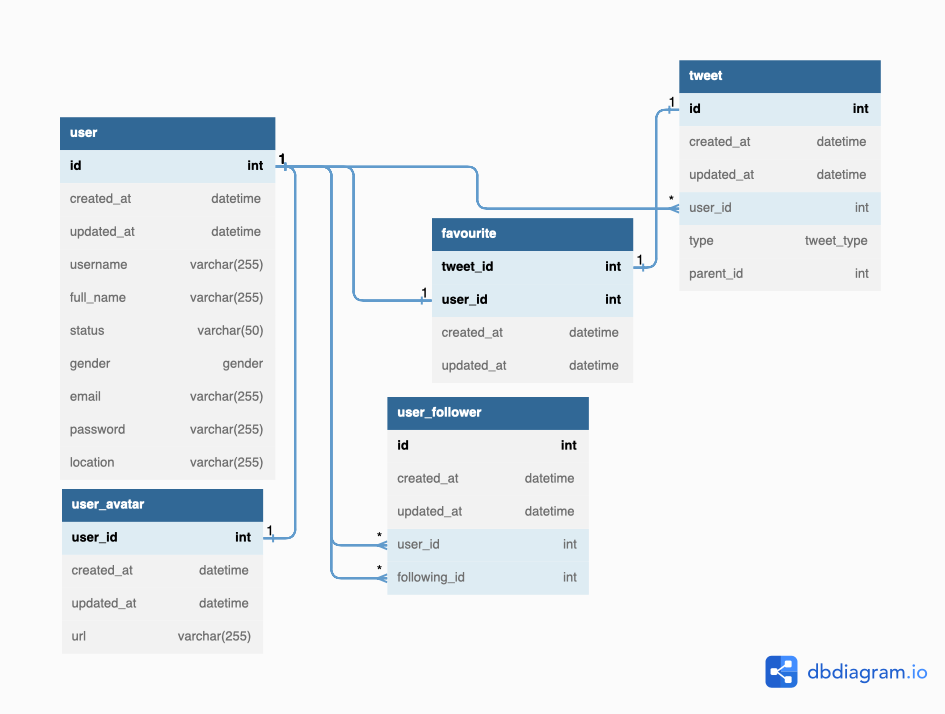 user
id int 1
created_at datetime
updated_at datetime
username varchar(255)
full_name varchar(255)
status varchar(50)
gender gender
email varchar(255)
password varchar(255)
location varchar(255)
user_avatar
user_id int 1
created_at datetime
updated_at datetime
url varchar(255)
favourite
tweet_id int 1
1 user_id int
created_at datetime
updated_at datetime
user_follower
id int
created_at datetime
updated_at datetime
* user_id int
* following_id int
tweet
1 id int
created_at datetime
updated_at datetime
* user_id int
type tweet_type
parent_id int
dbdiagram.io